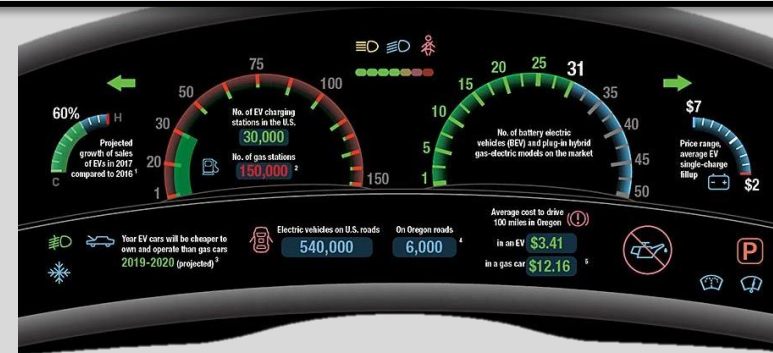 60%
H
C
Projected
growth of sales
of EVs in 2017
compared to 2016 1
1
20
30
50
75
100
150
No. of EV charging
stations in the U.S.
30,000
No. of gas stations
150,000 2
1
5
10
15
20
25
31
35
40
45
50
No. of battery electric
vehicles (BEV) and plug-in hybrid
gas-electric models on the market
$7
Price range,
average EV
single-charge
fillup
$2
Year EV cars will be cheaper to
own and operate than gas cars
2019-2020 (projected) 3
Electric vehicles on U.S. roads
540,000
On Oregon roads
6,000 4
Average cost to drive
100 miles in Oregon
in an EV $3.41
in a gas car $12.16 5
P